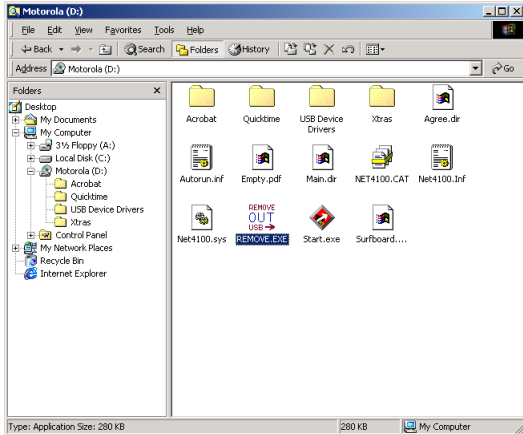 Motorola (D:)
File Edit View Favorites Tools Help
Back Search Folders History
Address Motorola (D:) Go
Folders
Desktop
My Documents
My Computer
3½ Floppy (A:)
Local Disk (C:)
Motorola (D:)
Acrobat
Quicktime
USB Device Drivers
Xtras
Control Panel
My Network Places
Recycle Bin
Internet Explorer
Acrobat Quicktime USB Device Drivers Xtras Agree.dir
Autorun.inf Empty.pdf Main.dir NET4100.CAT Net4100.Inf
REMOVE
OUT
USB →
Net4100.sys REMOVE.EXE Start.exe Surfboard....
Type: Application Size: 280 KB 280 KB My Computer